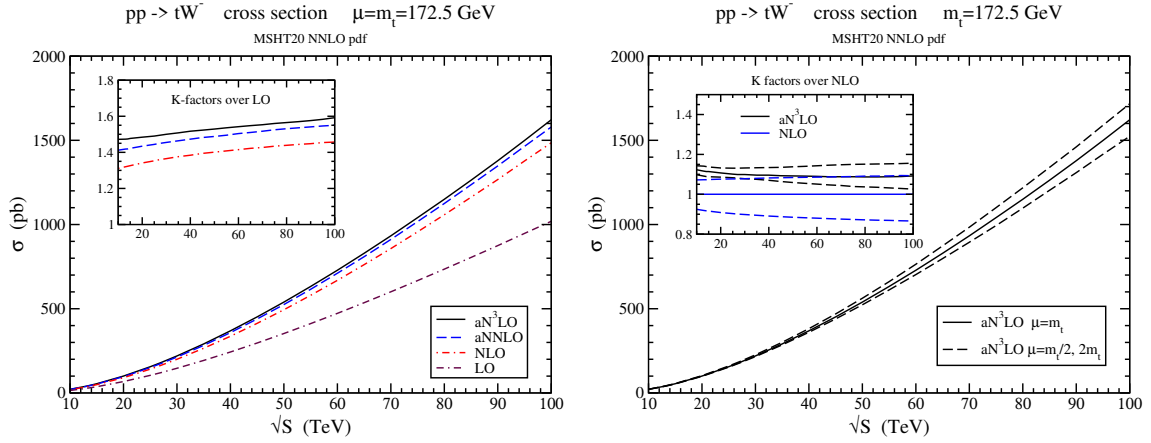 pp -> tW⁻ cross section μ=mₜ=172.5 GeV
MSHT20 NNLO pdf
2000
1500
1000
500
0
σ (pb)
1.8
1.6
1.4
1.2
1
K-factors over LO
20 40 60 80 100
aN³LO
aNNLO
NLO
LO
10 20 30 40 50 60 70 80 90 100
√S (TeV)
pp -> tW⁻ cross section mₜ=172.5 GeV
MSHT20 NNLO pdf
2000
1500
1000
500
0
σ (pb)
K factors over NLO
1.4
1.2
1
0.8
aN³LO
NLO
20 40 60 80 100
aN³LO μ=mₜ
aN³LO μ=mₜ/2, 2mₜ
10 20 30 40 50 60 70 80 90 100
√S (TeV)